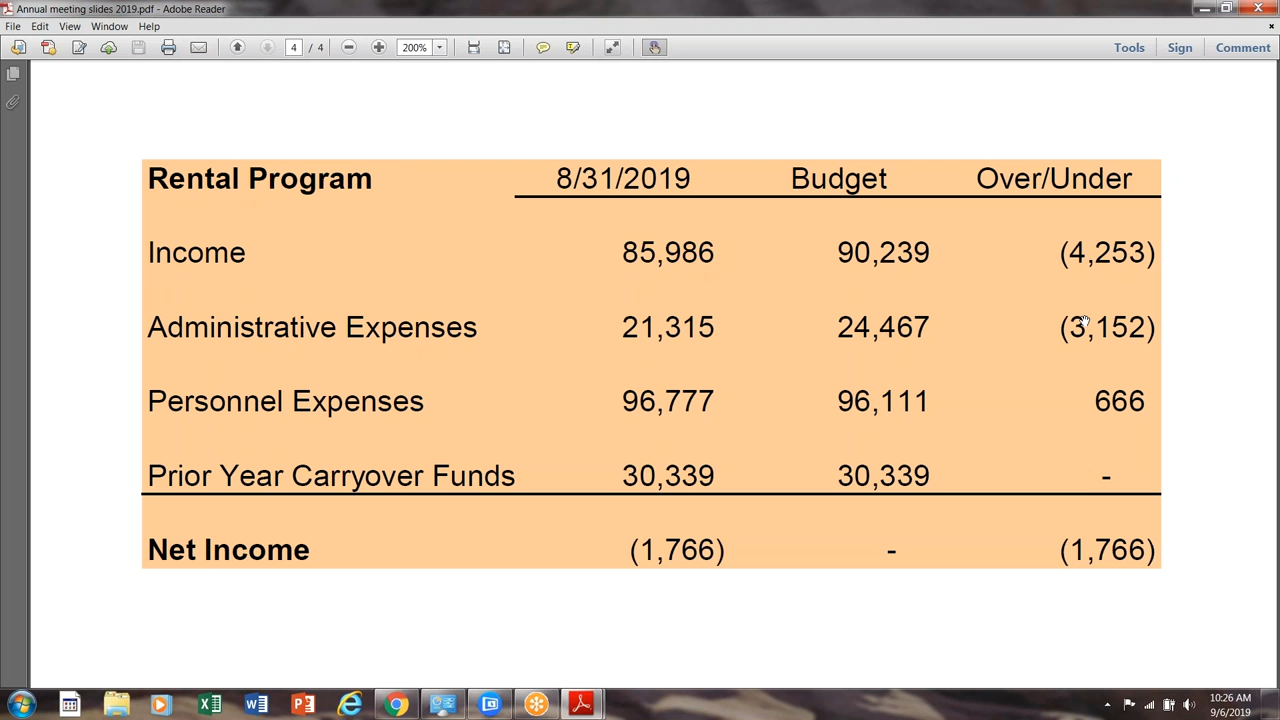 Annual meeting slides 2019.pdf - Adobe Reader
File Edit View Window Help
4 / 4 200% Tools Sign Comment
Rental Program 8/31/2019 Budget Over/Under
Income 85,986 90,239 (4,253)
Administrative Expenses 21,315 24,467 (3,152)
Personnel Expenses 96,777 96,111 666
Prior Year Carryover Funds 30,339 30,339 -
Net Income (1,766) - (1,766)
10:26 AM
9/6/2019